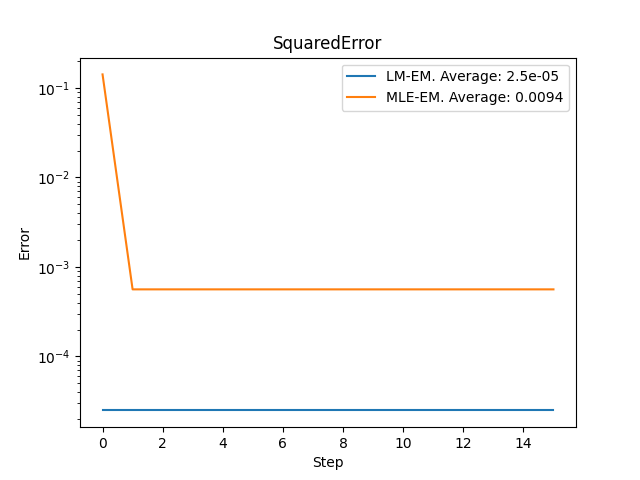 SquaredError
LM-EM. Average: 2.5e-05
MLE-EM. Average: 0.0094
Error
10⁻¹
10⁻²
10⁻³
10⁻⁴
0 2 4 6 8 10 12 14
Step